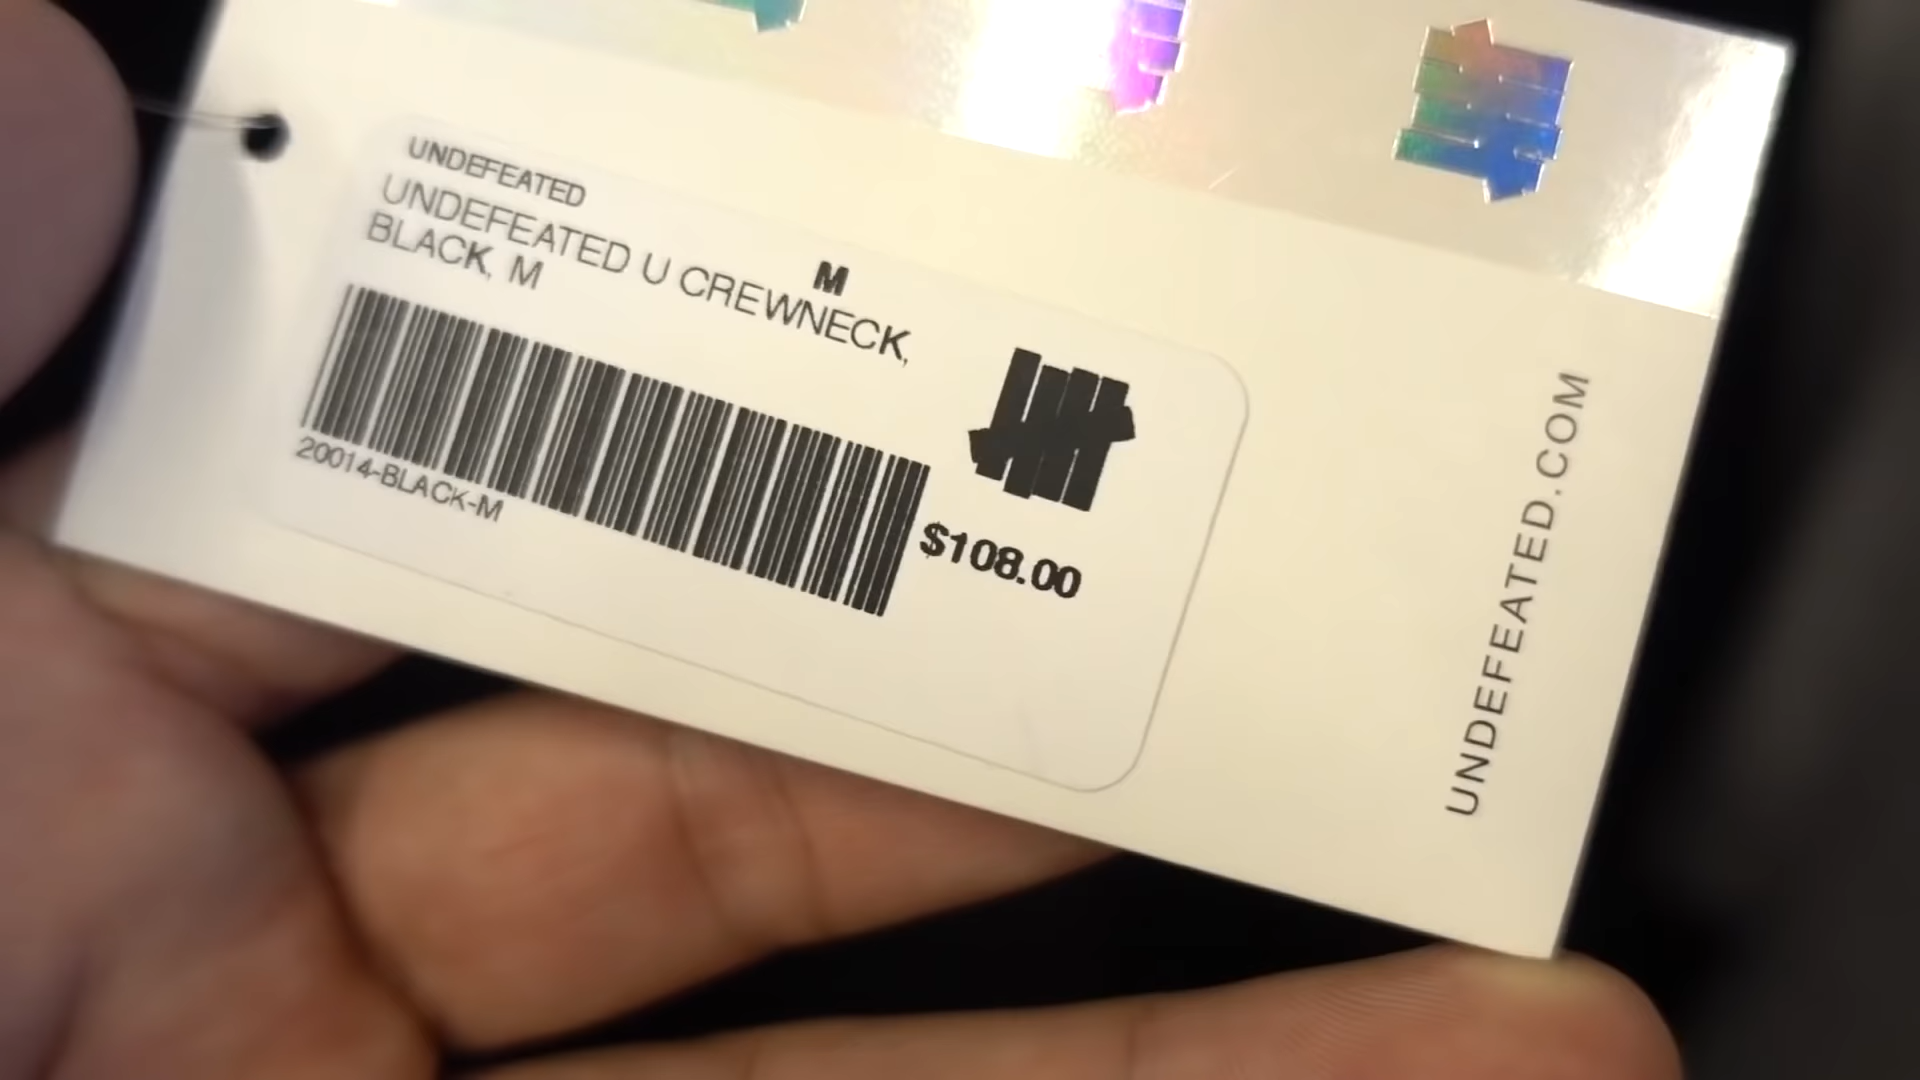 UNDEFEATED
M
UNDEFEATED U CREWNECK,
BLACK, M
20014-BLACK-M
$108.00
UNDEFEATED.COM